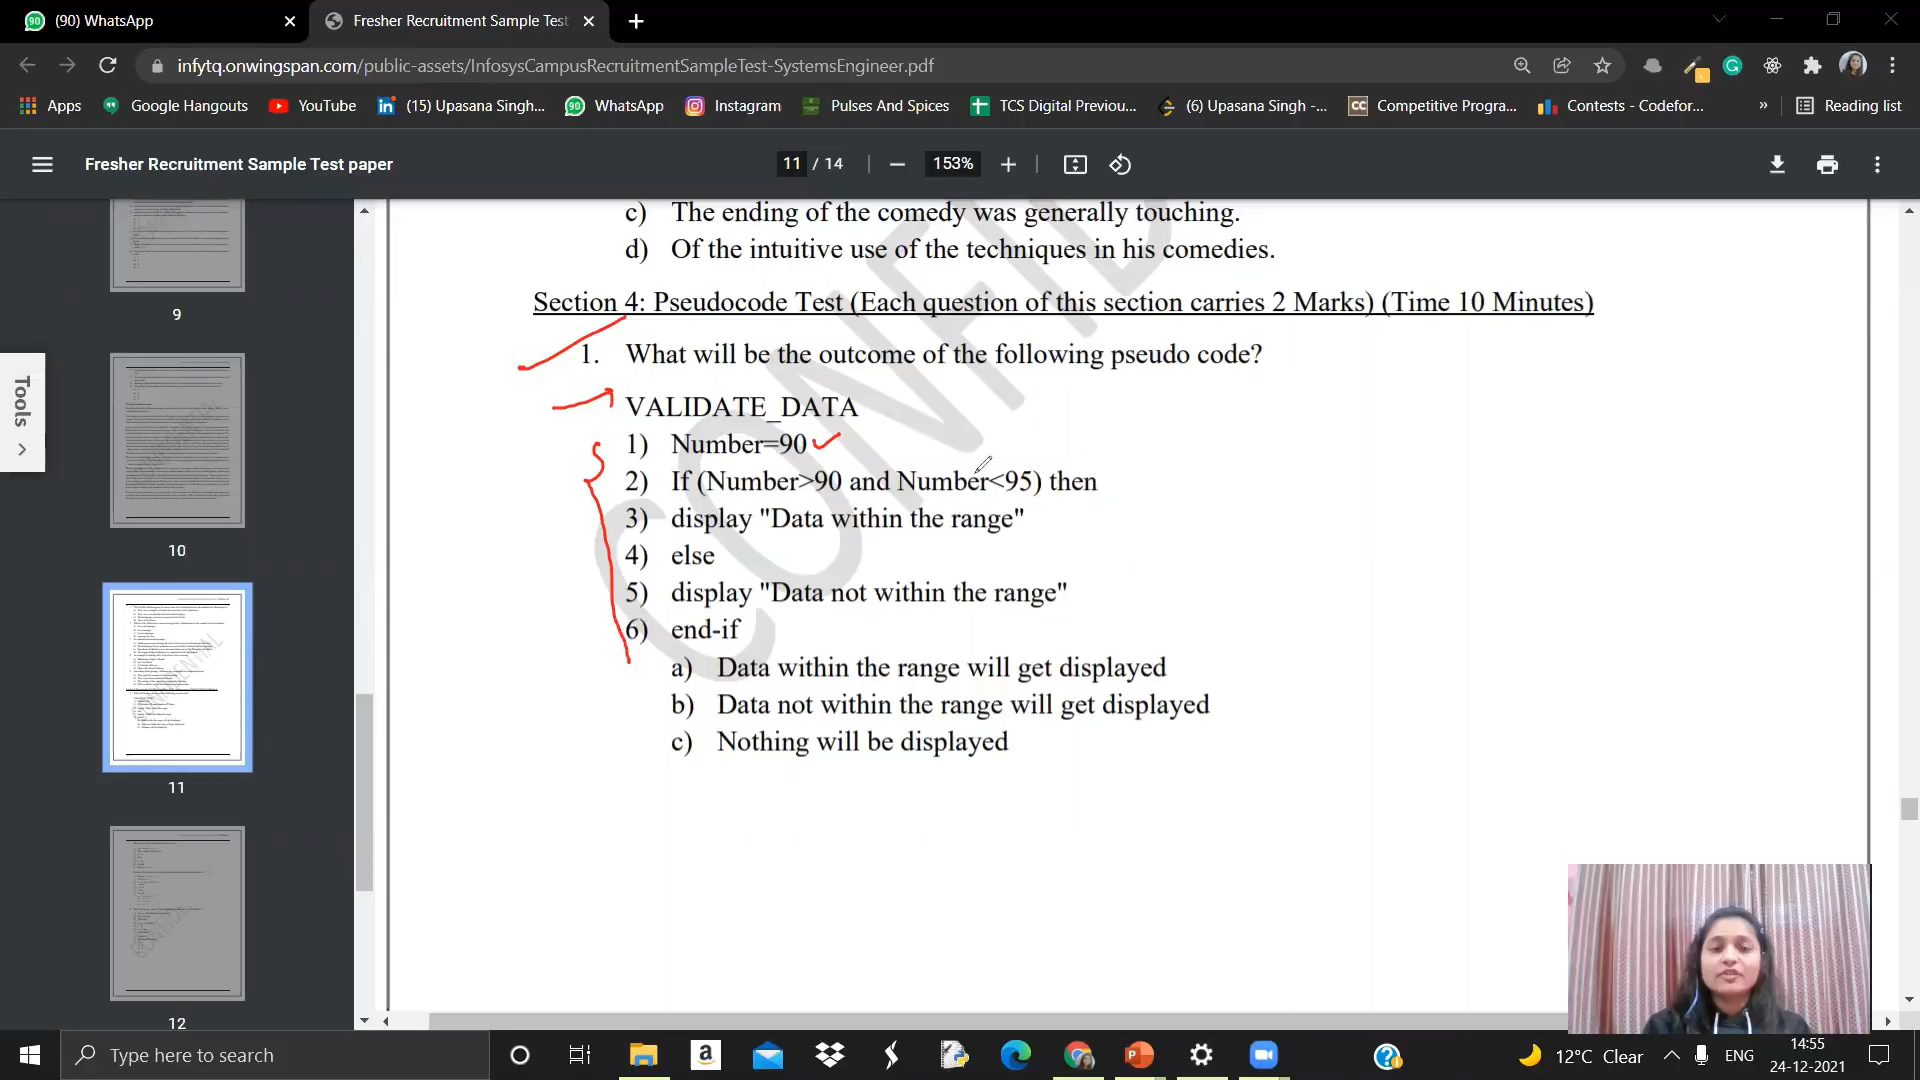 (90) WhatsApp
Fresher Recruitment Sample Test
infytq.onwingspan.com/public-assets/InfosysCampusRecruitmentSampleTest-SystemsEngineer.pdf
Apps Google Hangouts YouTube (15) Upasana Singh... WhatsApp Instagram Pulses And Spices TCS Digital Previou... (6) Upasana Singh -... Competitive Progra... Contests - Codefor... » Reading list
Fresher Recruitment Sample Test paper 11 / 14 153%
c) The ending of the comedy was generally touching.
d) Of the intuitive use of the techniques in his comedies.
Section 4: Pseudocode Test (Each question of this section carries 2 Marks) (Time 10 Minutes)
1. What will be the outcome of the following pseudo code?
VALIDATE_DATA
1) Number=90
2) If (Number>90 and Number<95) then
3) display "Data within the range"
4) else
5) display "Data not within the range"
6) end-if
a) Data within the range will get displayed
b) Data not within the range will get displayed
c) Nothing will be displayed
CONFID
Tools
9
10
11
12
Type here to search
12°C Clear
ENG
14:55
24-12-2021